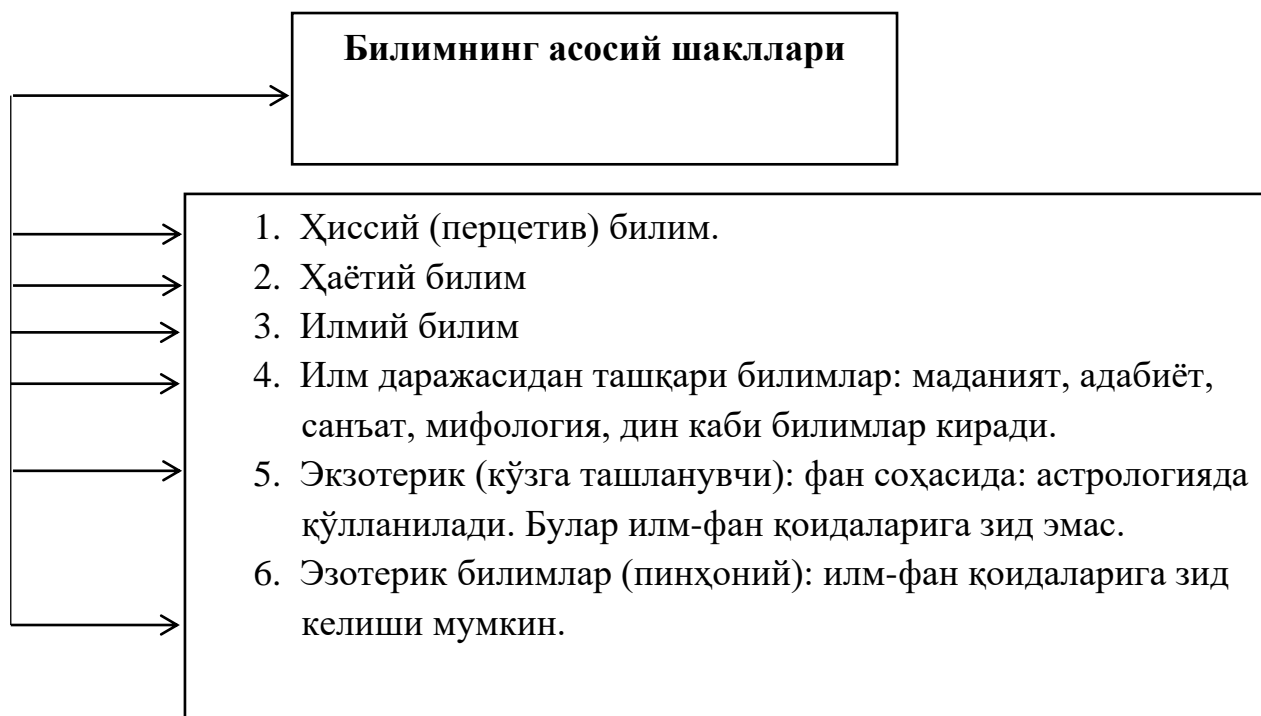 Билимнинг асосий шакллари
1. Ҳиссий (перцетив) билим.
2. Ҳаётий билим
3. Илмий билим
4. Илм даражасидан ташқари билимлар: маданият, адабиёт,
санъат, мифология, дин каби билимлар киради.
5. Экзотерик (кўзга ташланувчи): фан соҳасида: астрологияда
қўлланилади. Булар илм-фан қоидаларига зид эмас.
6. Эзотерик билимлар (пинҳоний): илм-фан қоидаларига зид
келиши мумкин.